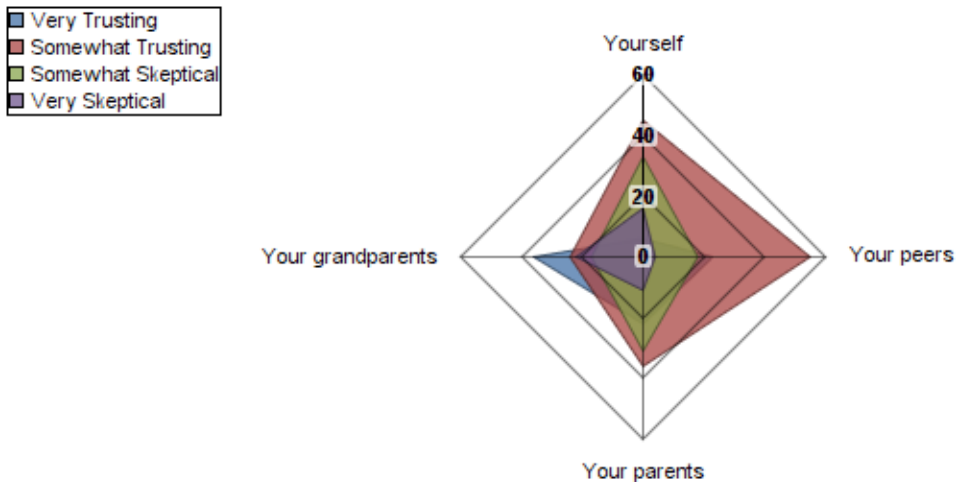 Very Trusting
Somewhat Trusting
Somewhat Skeptical
Very Skeptical
Yourself
60
40
20
0
Your grandparents
Your peers
Your parents